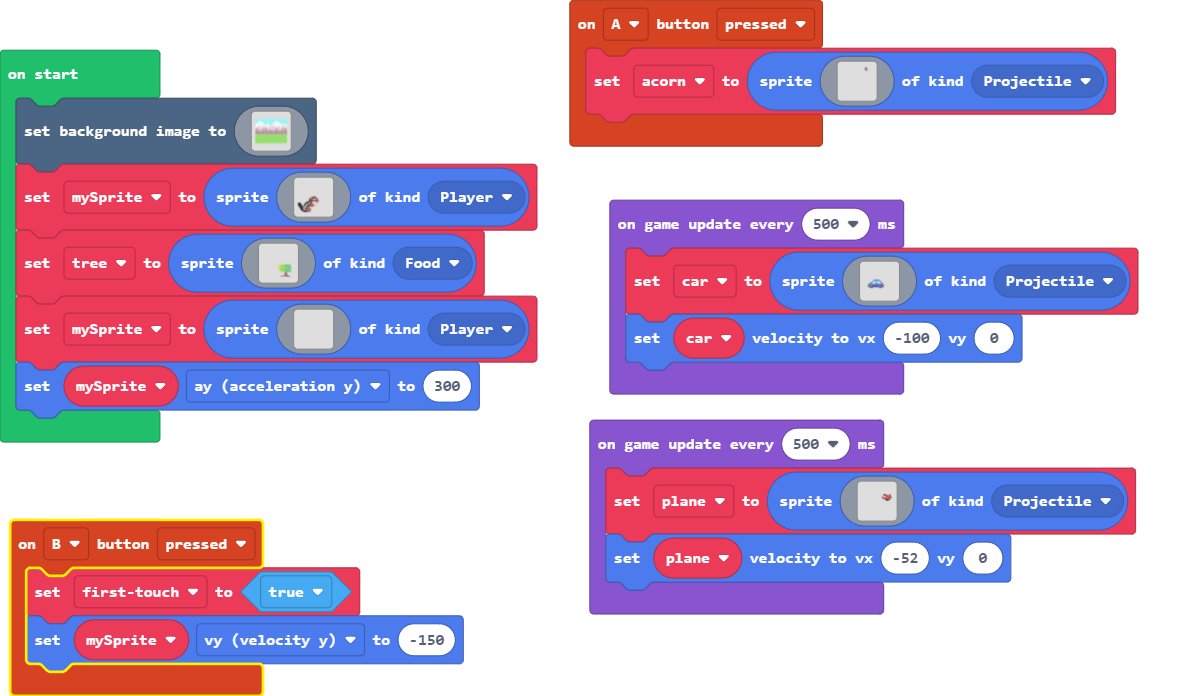 on start
set background image to
set mySprite to sprite of kind Player
set tree to sprite of kind Food
set mySprite to sprite of kind Player
set mySprite ay (acceleration y) to 300
on B button pressed
set first-touch to true
set mySprite vy (velocity y) to -150
on A button pressed
set acorn to sprite of kind Projectile
on game update every 500 ms
set car to sprite of kind Projectile
set car velocity to vx -100 vy 0
on game update every 500 ms
set plane to sprite of kind Projectile
set plane velocity to vx -52 vy 0